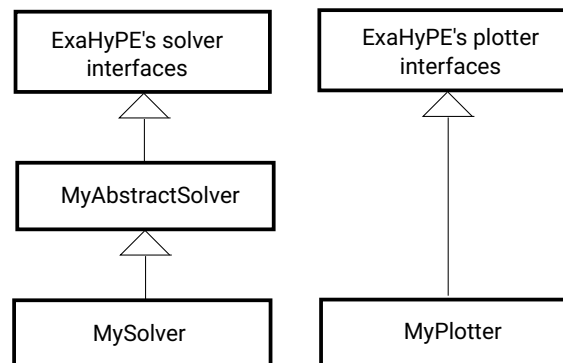 ExaHyPE's solver
interfaces
ExaHyPE's plotter
interfaces
MyAbstractSolver
MySolver
MyPlotter